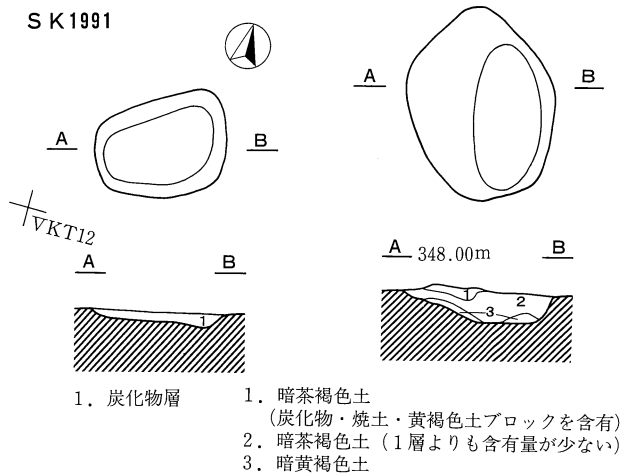 SK1991
A B
A B
VKT12
A B
A 348.00m B
1
1 2
3
1. 炭化物層
1. 暗茶褐色土
(炭化物・焼土・黄褐色土ブロックを含有)
2. 暗茶褐色土(1層よりも含有量が少ない)
3. 暗黄褐色土